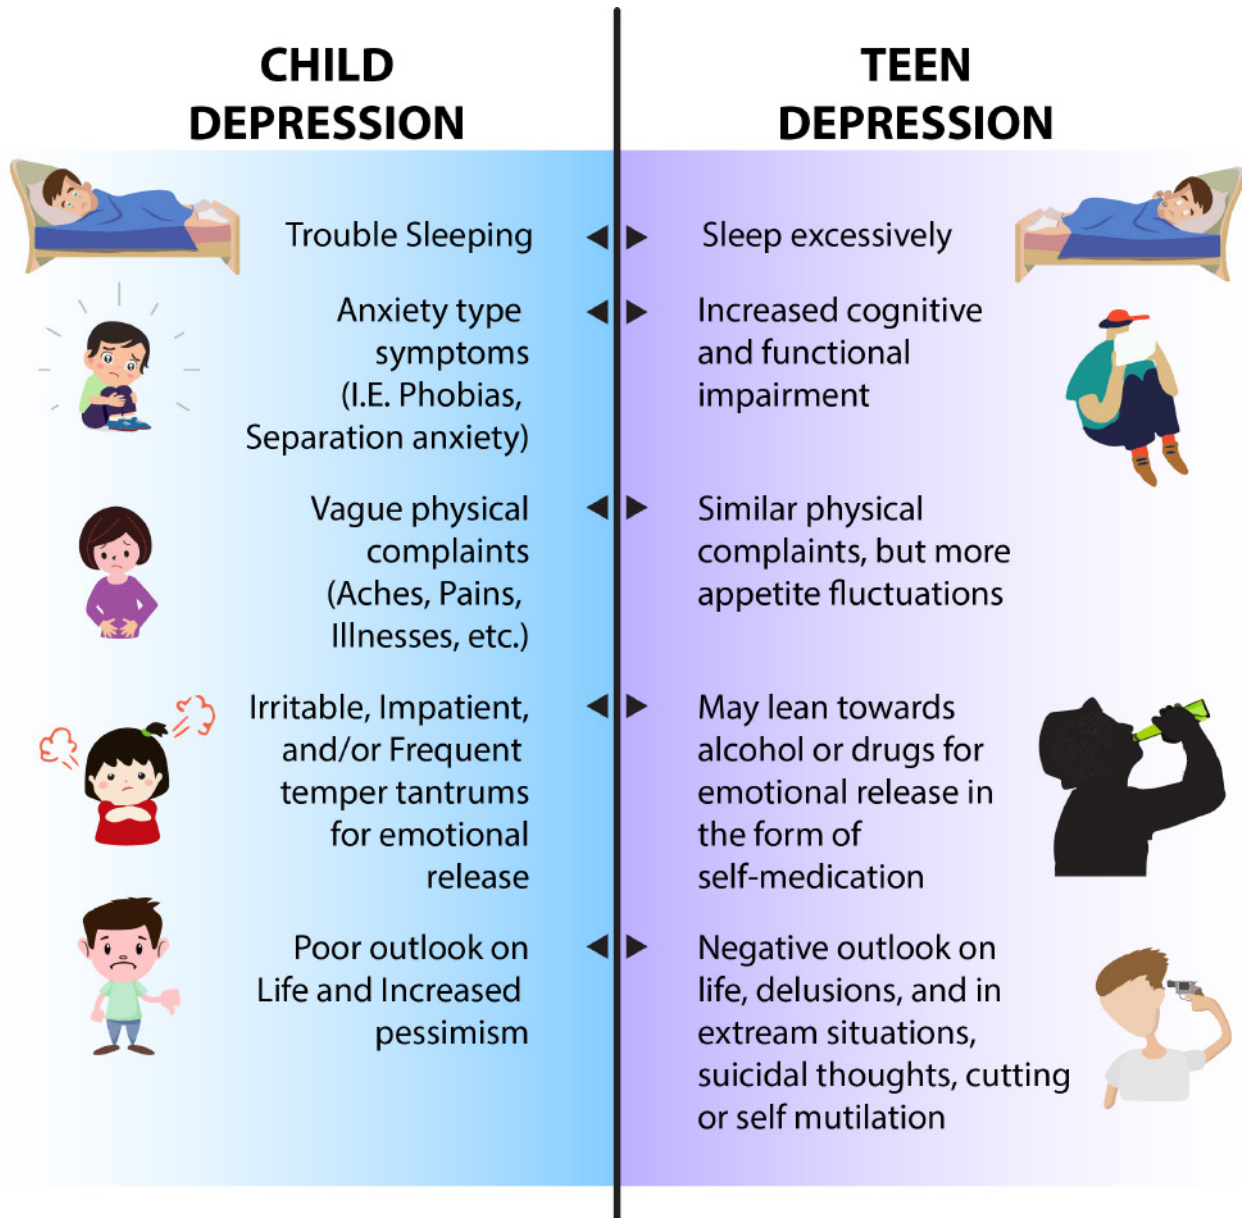 CHILD
DEPRESSION
TEEN
DEPRESSION
Trouble Sleeping
Sleep excessively
Anxiety type
symptoms
(I.E. Phobias,
Separation anxiety)
Increased cognitive
and functional
impairment
Vague physical
complaints
(Aches, Pains,
Illnesses, etc.)
Similar physical
complaints, but more
appetite fluctuations
Irritable, Impatient,
and/or Frequent
temper tantrums
for emotional
release
May lean towards
alcohol or drugs for
emotional release in
the form of
self-medication
Poor outlook on
Life and Increased
pessimism
Negative outlook on
life, delusions, and in
extream situations,
suicidal thoughts, cutting
or self mutilation